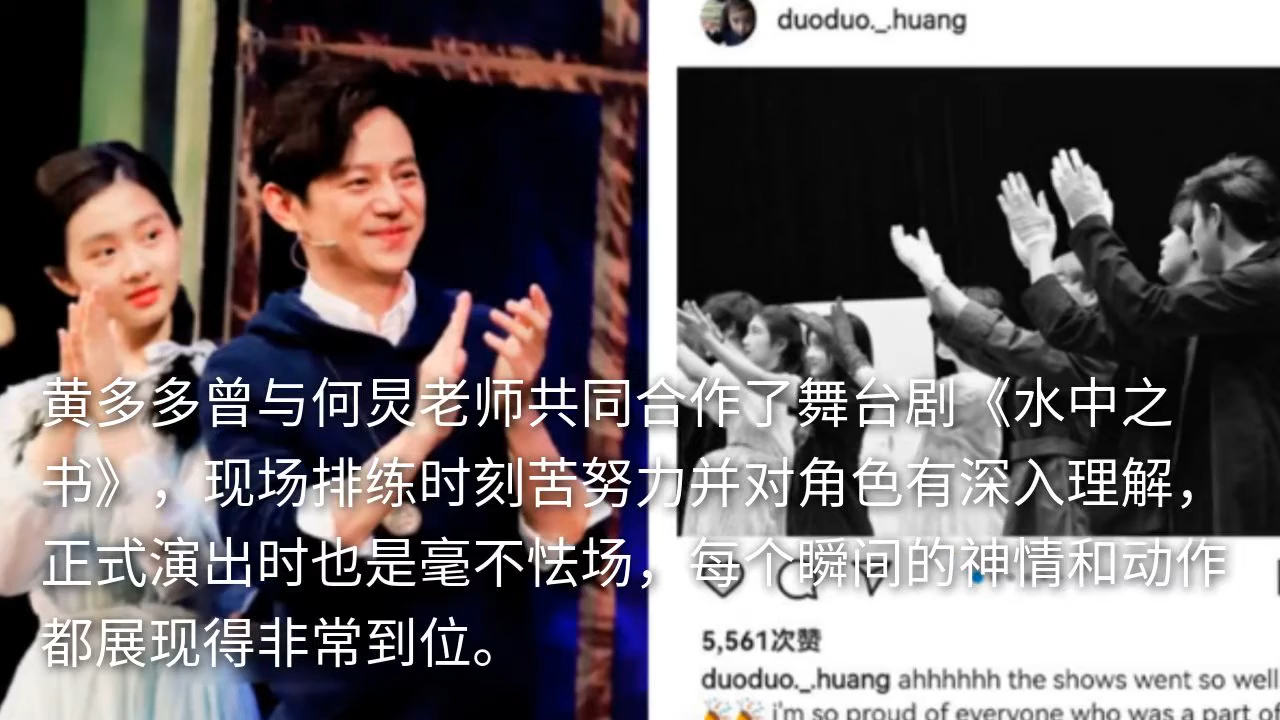 duoduo._.huang
黄多多曾与何炅老师共同合作了舞台剧《水中之
书》，现场排练时刻苦努力并对角色有深入理解，
正式演出时也是毫不怯场，每个瞬间的神情和动作
都展现得非常到位。
5,561次赞
duoduo._.huang ahhhhhh the shows went so well
i'm so proud of everyone who was a part of